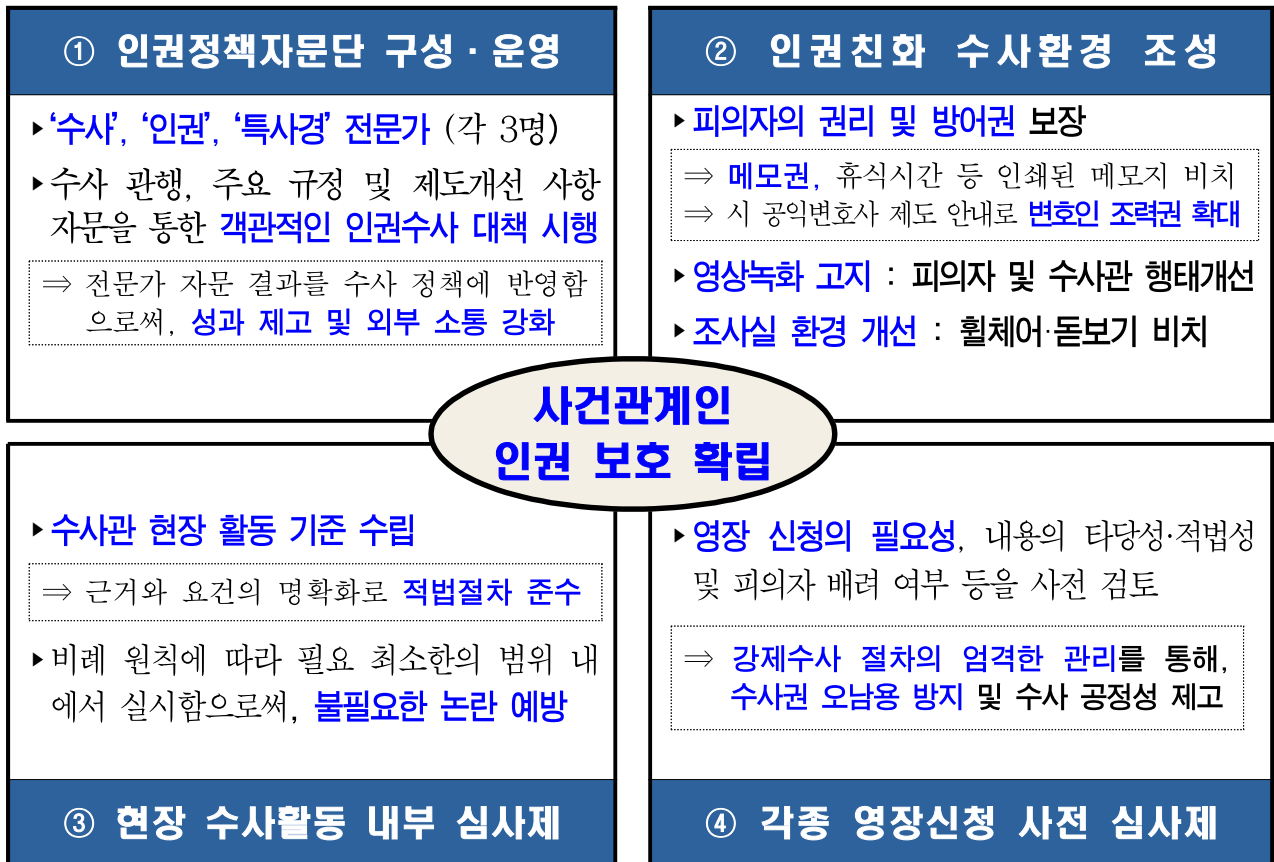 ① 인권정책자문단 구성 · 운영
▸‘수사’, ‘인권’, ‘특사경’ 전문가 (각 3명)
▸수사 관행, 주요 규정 및 제도개선 사항
자문을 통한 객관적인 인권수사 대책 시행
⇒ 전문가 자문 결과를 수사 정책에 반영함
으로써, 성과 제고 및 외부 소통 강화
② 인권친화 수사환경 조성
▸피의자의 권리 및 방어권 보장
⇒ 메모권, 휴식시간 등 인쇄된 메모지 비치
⇒ 시 공익변호사 제도 안내로 변호인 조력권 확대
▸영상녹화 고지 : 피의자 및 수사관 행태개선
▸조사실 환경 개선 : 휠체어·돋보기 비치
사건관계인
인권 보호 확립
▸수사관 현장 활동 기준 수립
⇒ 근거와 요건의 명확화로 적법절차 준수
▸비례 원칙에 따라 필요 최소한의 범위 내
에서 실시함으로써, 불필요한 논란 예방
③ 현장 수사활동 내부 심사제
▸영장 신청의 필요성, 내용의 타당성·적법성
및 피의자 배려 여부 등을 사전 검토
⇒ 강제수사 절차의 엄격한 관리를 통해,
수사권 오남용 방지 및 수사 공정성 제고
④ 각종 영장신청 사전 심사제